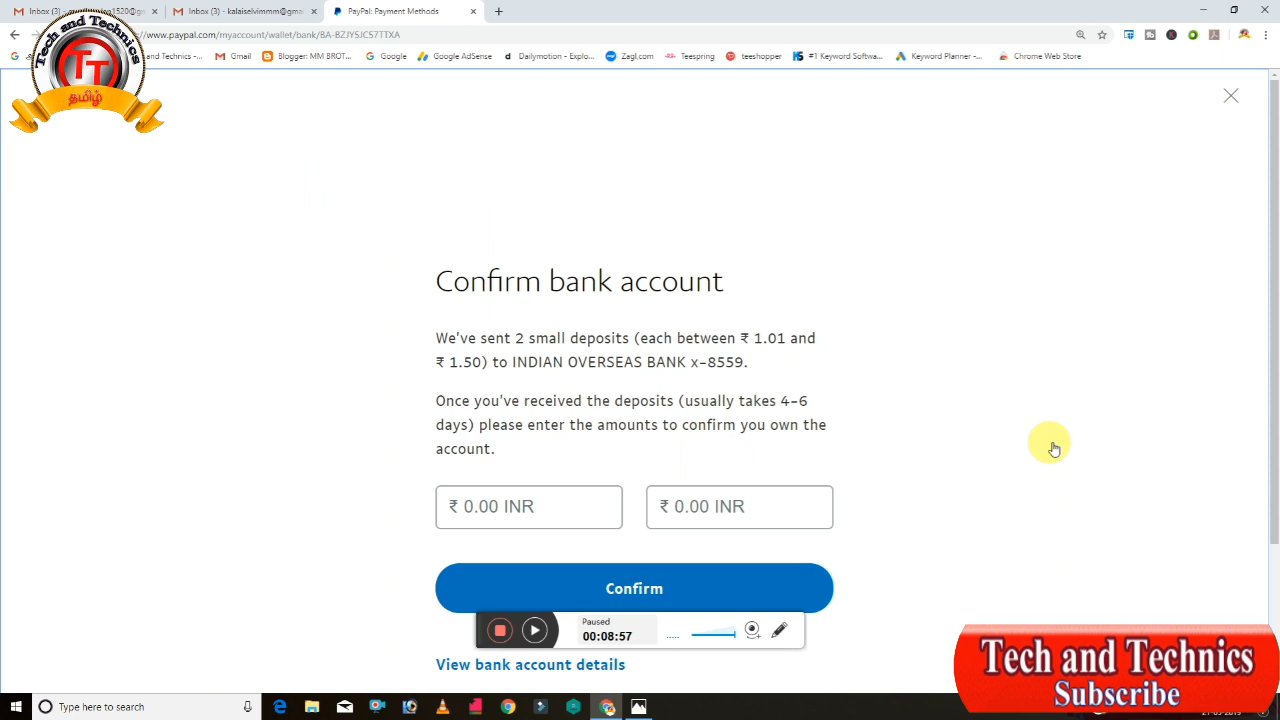 Inbox (3) -
Inbox (3) - kalaiselvimmm@gma
PayPal: Payment Methods
www.paypal.com/myaccount/wallet/bank/BA-BZJY5JC57TTXA
and Technics -...
Gmail
Blogger: MM BROT...
Google
Google AdSense
Dailymotion - Explo...
Zagl,com
Teespring
teeshopper
#1 Keyword Softwa...
Keyword Planner -...
Chrome Web Store
Tech and Technics
TT
தமிழ்
Confirm bank account
We've sent 2 small deposits (each between ₹ 1.01 and
₹ 1.50) to INDIAN OVERSEAS BANK x-8559.
Once you've received the deposits (usually takes 4-6
days) please enter the amounts to confirm you own the
account.
₹ 0.00 INR
₹ 0.00 INR
Confirm
Paused
00:08:57
View bank account details
Tech and Technics
Subscribe
Type here to search